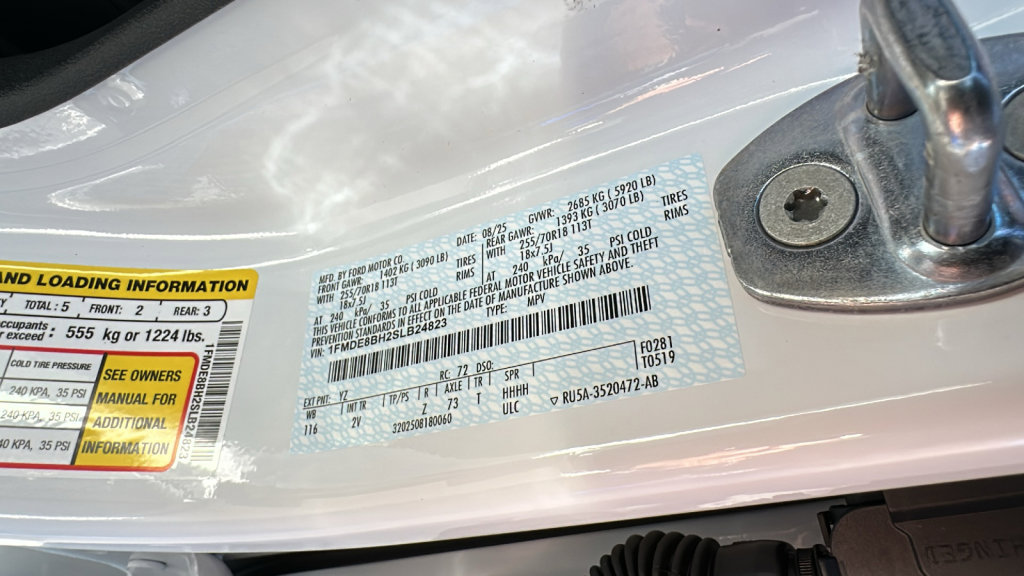 AND LOADING INFORMATION
TOTAL : 5 FRONT: 2 REAR: 3
occupants
exceed : 555 kg or 1224 lbs.
COLD TIRE PRESSURE
240 KPA, 35 PSI
240 KPA, 35 PSI
40 KPA, 35 PSI
SEE OWNERS
MANUAL FOR
ADDITIONAL
INFORMATION
MFD. BY FORD MOTOR CO.
FRONT GAWR: 1402 KG ( 3090 LB)
WITH 255/70R18 113T TIRES
18x7.5J RIMS
AT 240 kPa/ 35 PSI COLD
DATE: 08/25 GVWR: 2685 KG ( 5920 LB)
REAR GAWR: 1393 KG ( 3070 LB)
WITH 255/70R18 113T TIRES
18x7.5J RIMS
AT 240 kPa/ 35 PSI COLD
THIS VEHICLE CONFORMS TO ALL APPLICABLE FEDERAL MOTOR VEHICLE SAFETY AND THEFT
PREVENTION STANDARDS IN EFFECT ON THE DATE OF MANUFACTURE SHOWN ABOVE.
VIN: 1FMDE8BH2SLB24823 TYPE: MPV
EXT PNT: YZ RC: 72 DSO:
WB INT TR TP/PS R AXLE TR SPR
116 2V Z 73 T HHHH
3202508180060 ULC
F0281
T0519
▽ RU5A-3520472-AB
HINGED